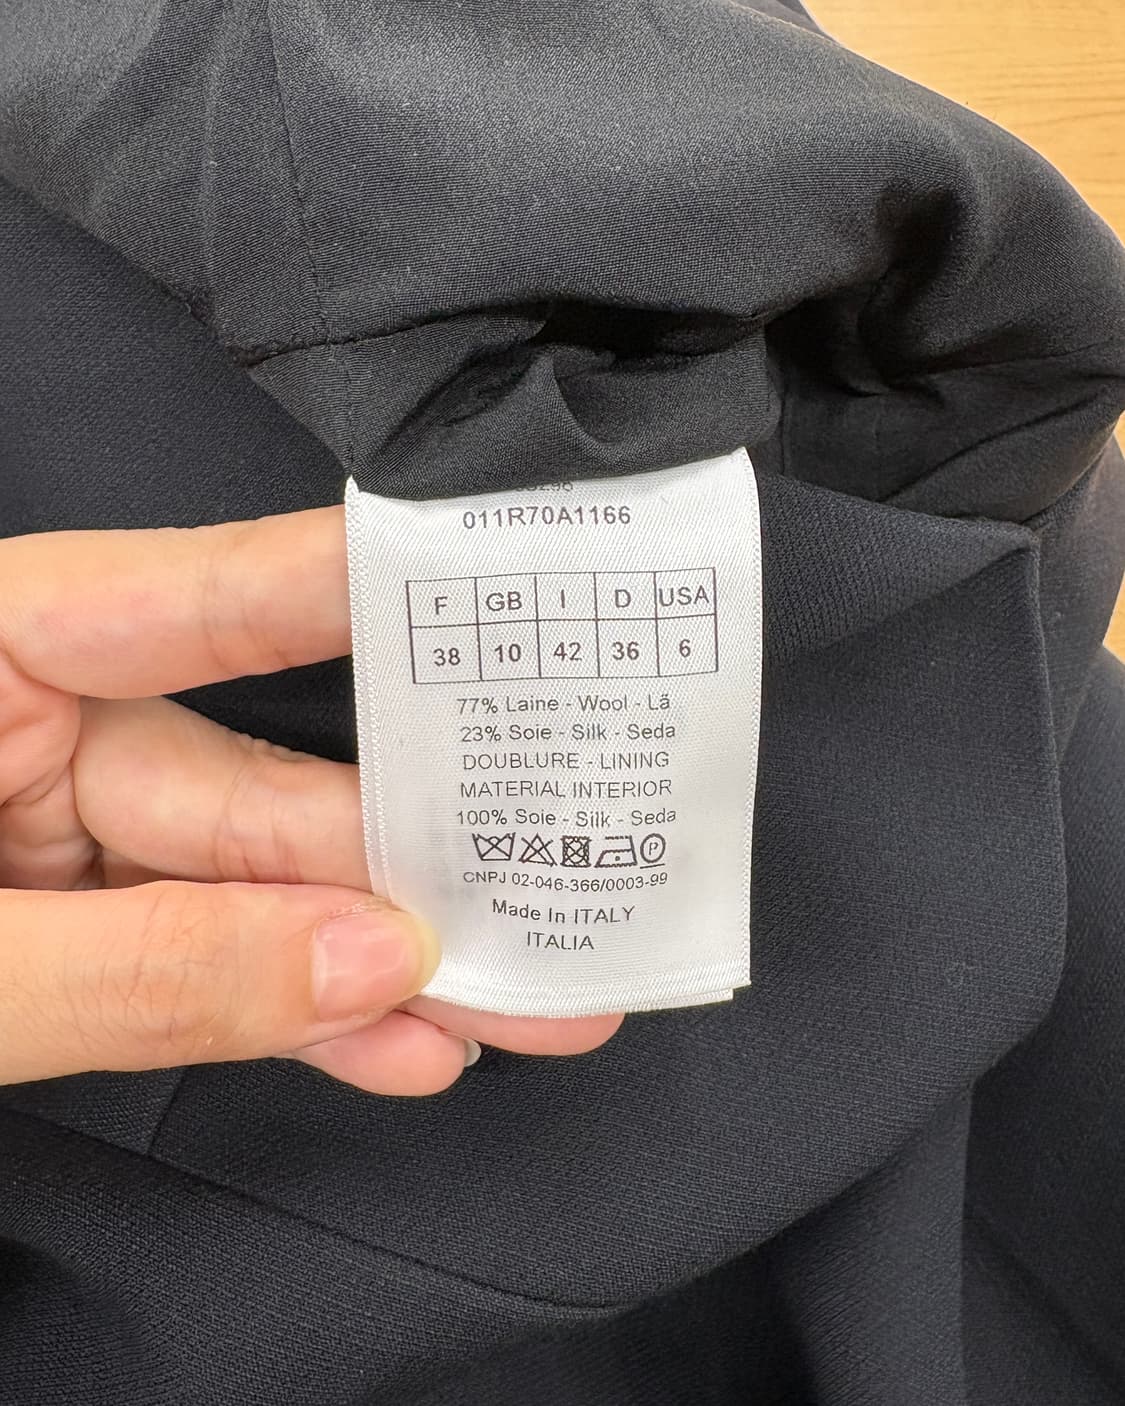 011R70A1166
F GB I D USA
38 10 42 36 6
77% Laine - Wool - Lã
23% Soie - Silk - Seda
DOUBLURE - LINING
MATERIAL INTERIOR
100% Soie - Silk - Seda
P
CNPJ 02-046-366/0003-99
Made In ITALY
ITALIA